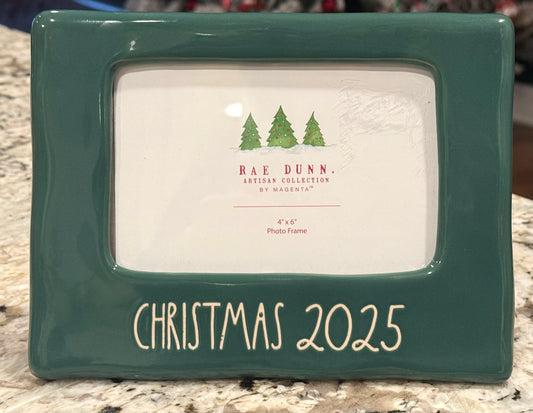 RAE DUNN.
ARTISAN COLLECTION
BY MAGENTA™
4" x 6"
Photo Frame
CHRISTMAS 2025